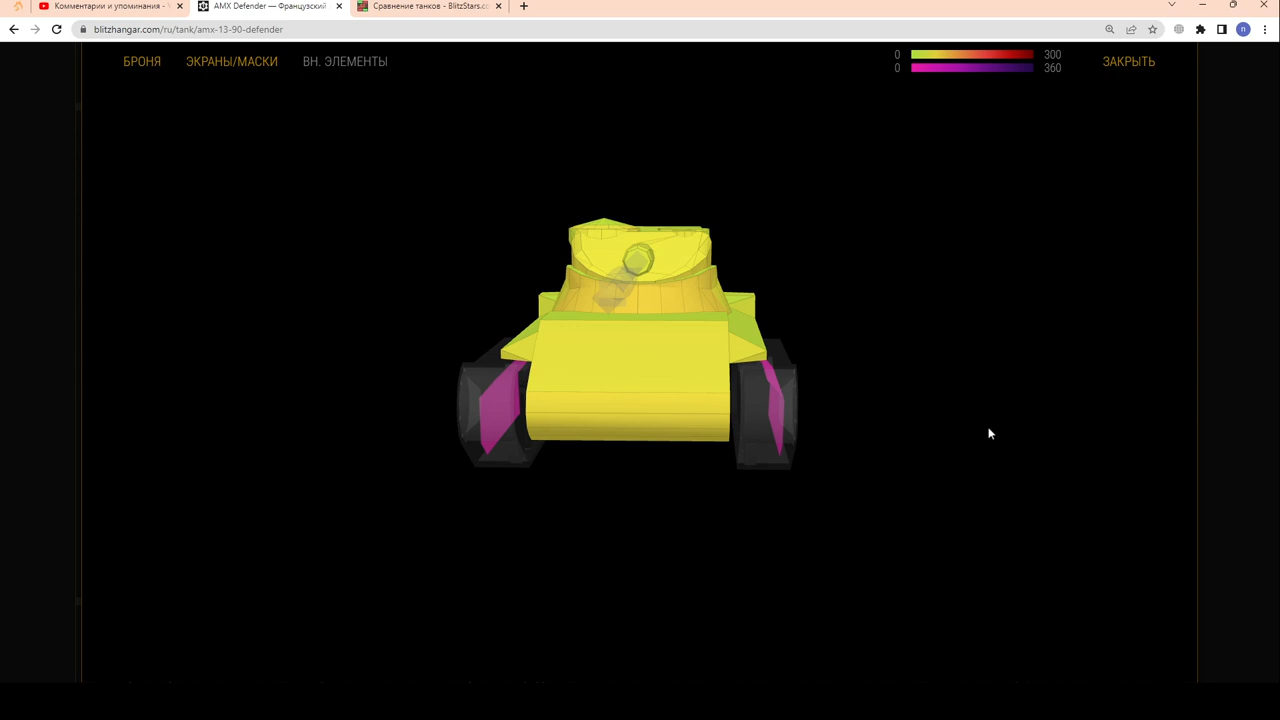 Комментарии и упоминания -
AMX Defender — Французский
Сравнение танков - BlitzStars.co
blitzhangar.com/ru/tank/amx-13-90-defender
n
БРОНЯ
ЭКРАНЫ/МАСКИ
ВН. ЭЛЕМЕНТЫ
0
300
0
360
ЗАКРЫТЬ